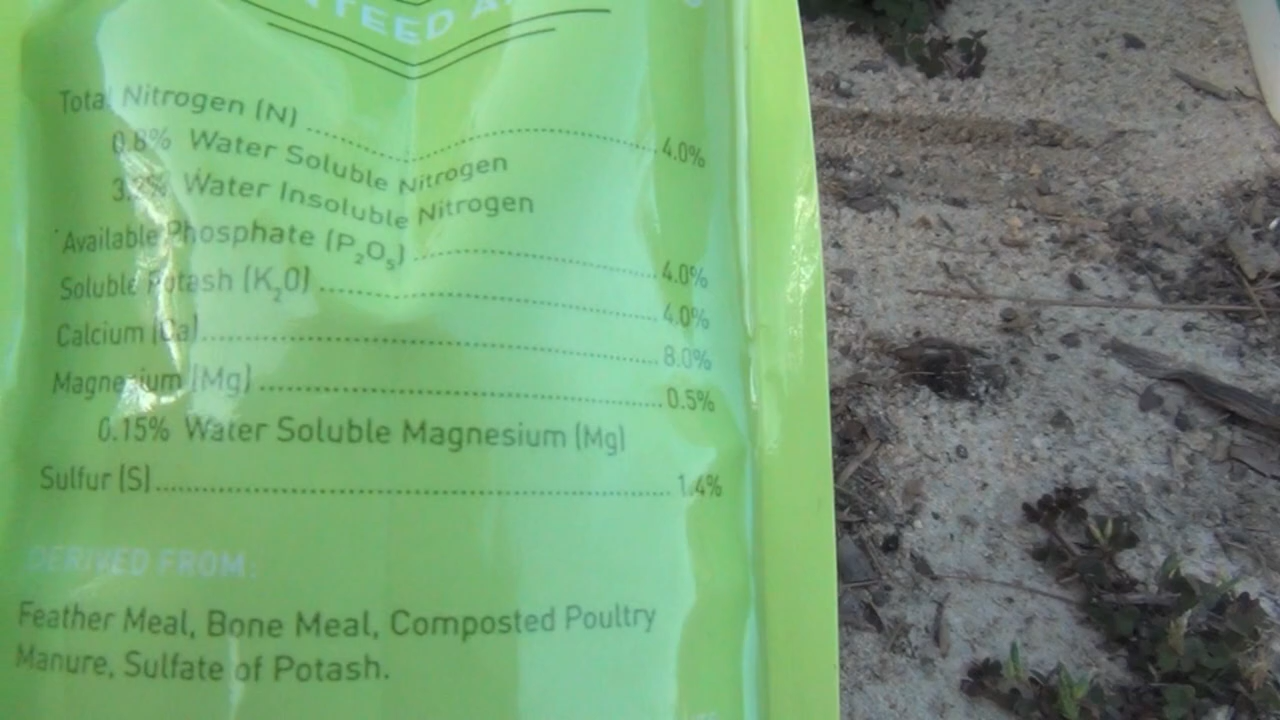 Total Nitrogen (N) 4.0%
0.8% Water Soluble Nitrogen
Water Insoluble Nitrogen
Available Phosphate (P₂O₅) 4.0%
Soluble Potash (K₂O) 4.0%
Calcium (Ca) 8.0%
Magnesium (Mg) 0.5%
0.15% Water Soluble Magnesium (Mg)
Sulfur (S) 1.4%
DERIVED FROM:
Feather Meal, Bone Meal, Composted Poultry
Manure, Sulfate of Potash.